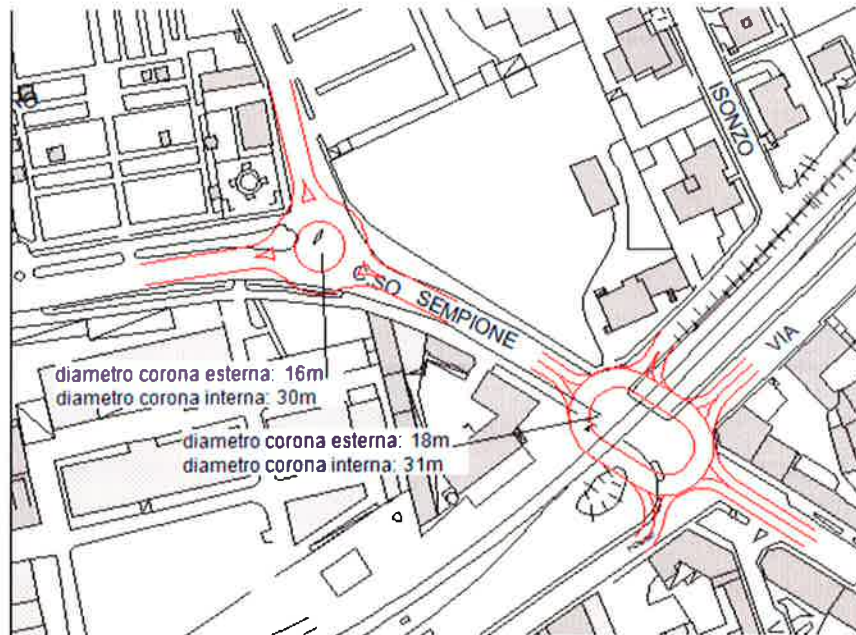 ISONZO
C.SO SEMPIONE
VIA
diametro corona esterna: 16m
diametro corona interna: 30m
diametro corona esterna: 18m
diametro corona interna: 31m